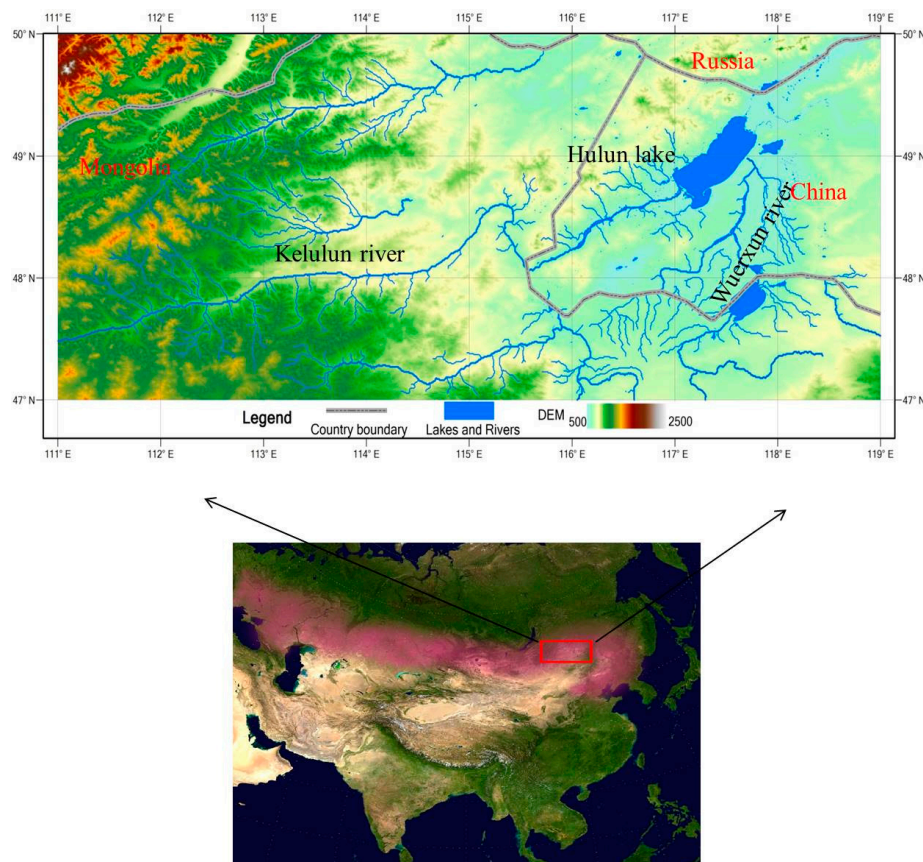 111° E 112° E 113° E 114° E 115° E 116° E 117° E 118° E 119° E
50° N 50° N
Russia
49° N 49° N
Hulun lake
Mongolia
China
Wuerxun river
Kelulun river
48° N 48° N
47° N 47° N
Legend Country boundary Lakes and Rivers DEM 500 2500
111° E 112° E 113° E 114° E 115° E 116° E 117° E 118° E 119° E